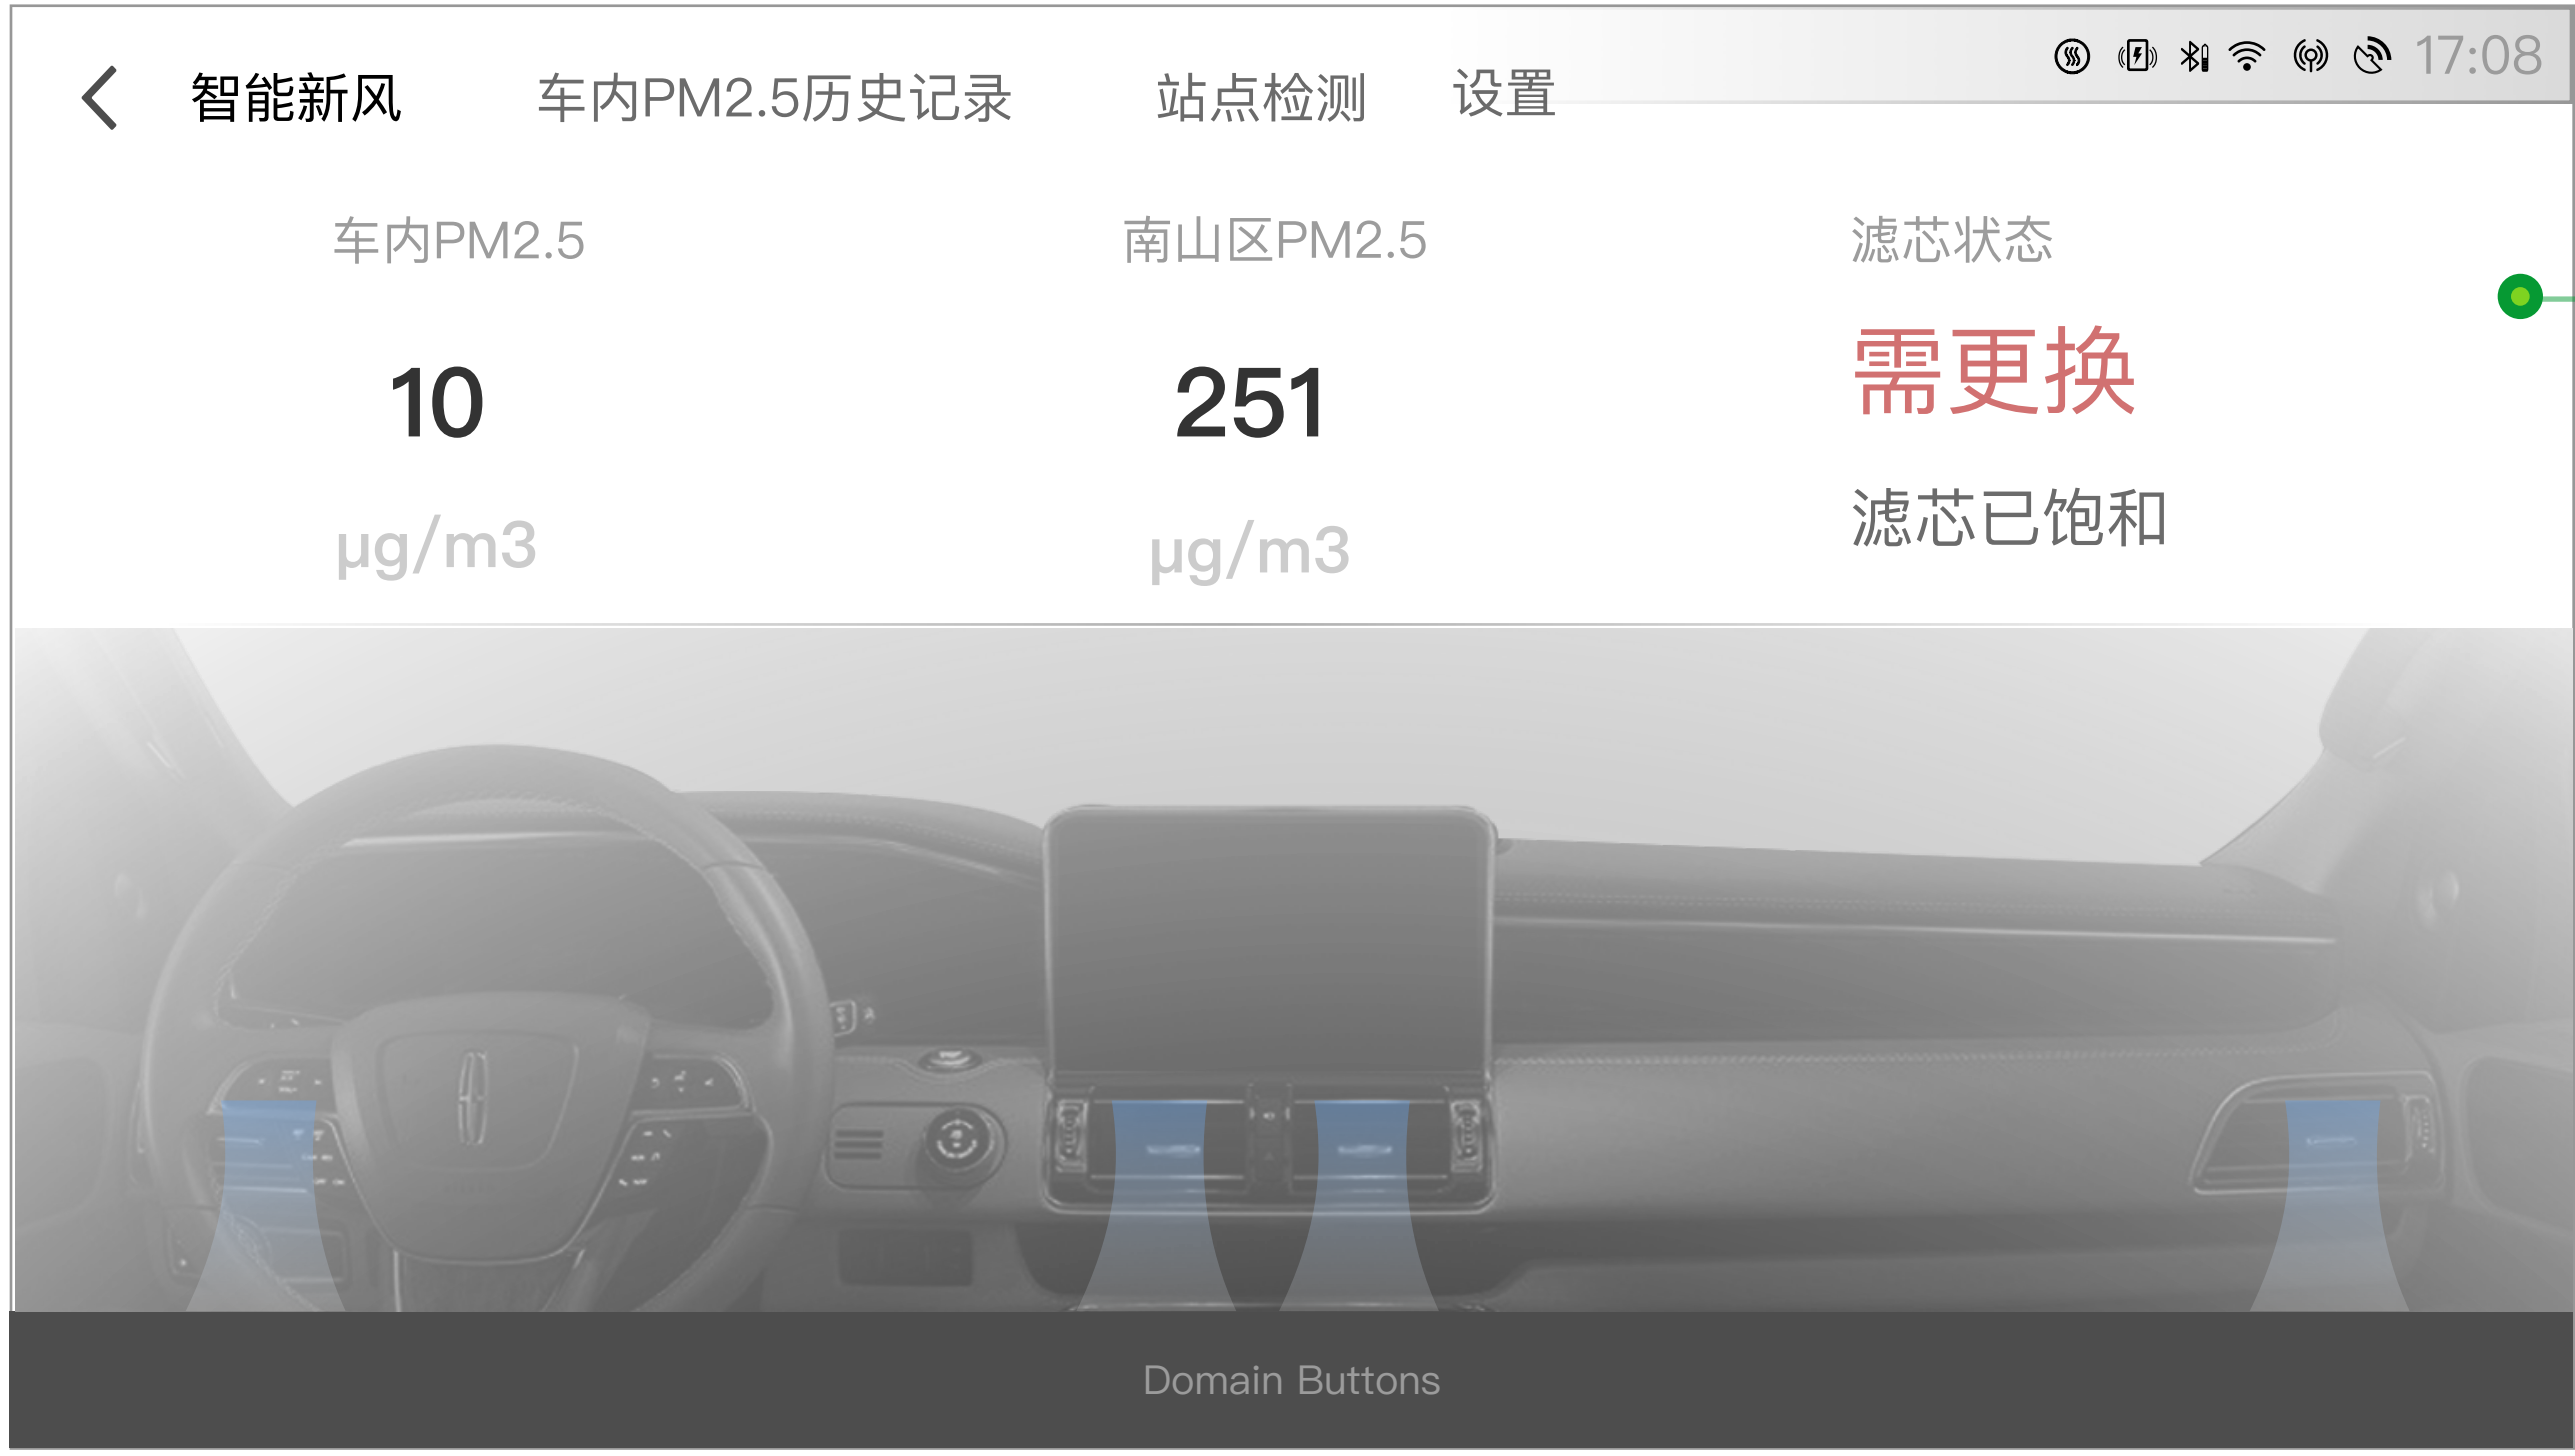 智能新风 车内PM2.5历史记录 站点检测 设置 17:08
车内PM2.5 南山区PM2.5 滤芯状态
10 251 需更换
µg/m3 µg/m3 滤芯已饱和
Domain Buttons